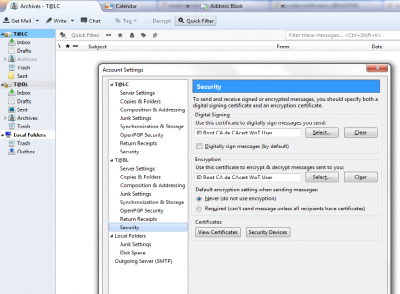 Archives - T@LC
Calendar
Address Book
Get Mail
Write
Chat
Tag
Decrypt
Quick Filter
Filter these messages... <Ctrl+Shift+K>
T@LC
Inbox
Drafts
Archives
Trash
Sent
T@BL
Inbox
Drafts
Sent
Archives
Trash
Local Folders
Trash
Outbox
Quick Filter:
Subject
From
Date
Account Settings
T@LC
Server Settings
Copies & Folders
Composition & Addressing
Junk Settings
Synchronization & Storage
OpenPGP Security
Return Receipts
Security
T@BL
Server Settings
Copies & Folders
Composition & Addressing
Junk Settings
Synchronization & Storage
OpenPGP Security
Return Receipts
Security
Local Folders
Junk Settings
Disk Space
Outgoing Server (SMTP)
Security
To send and receive signed or encrypted messages, you should specify both a
digital signing certificate and an encryption certificate.
Digital Signing
Use this certificate to digitally sign messages you send:
ID Root CA de CAcert WoT User
Select...
Clear
Digitally sign messages (by default)
Encryption
Use this certificate to encrypt & decrypt messages sent to you:
ID Root CA de CAcert WoT User
Select...
Clear
Default encryption setting when sending messages:
Never (do not use encryption)
Required (can't send message unless all recipients have certificates)
Certificates
View Certificates
Security Devices